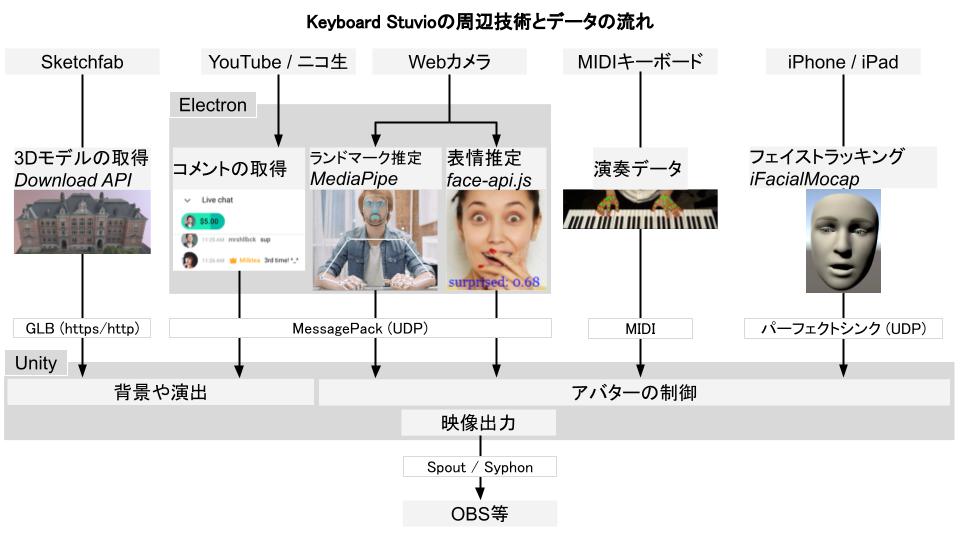 Keyboard Stuvioの周辺技術とデータの流れ
Sketchfab
YouTube / ニコ生
Webカメラ
MIDIキーボード
iPhone / iPad
Electron
3Dモデルの取得
Download API
コメントの取得
ランドマーク推定
MediaPipe
表情推定
face-api.js
演奏データ
フェイストラッキング
iFacialMocap
Live chat
$5.00
11:25 AM mrshllbck sup
11:26 AM Milktea 3rd time! ^_^
surprised: 0.68
GLB (https/http)
MessagePack (UDP)
MIDI
パーフェクトシンク (UDP)
Unity
背景や演出
アバターの制御
映像出力
Spout / Syphon
OBS等